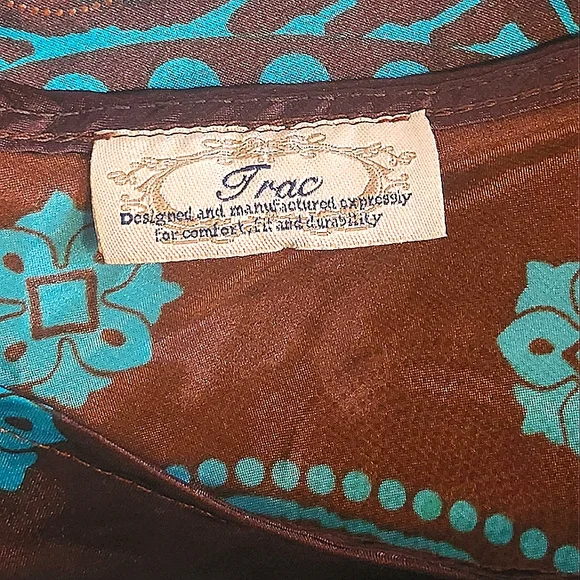 Trac
Designed and manufactured expressly
for comfort, fit and durability